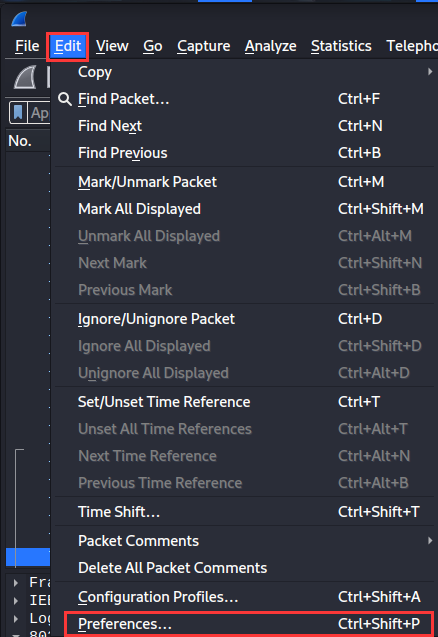 File Edit View Go Capture Analyze Statistics Telepho
Ap
No.
Copy
Find Packet... Ctrl+F
Find Next Ctrl+N
Find Previous Ctrl+B
Mark/Unmark Packet Ctrl+M
Mark All Displayed Ctrl+Shift+M
Unmark All Displayed Ctrl+Alt+M
Next Mark Ctrl+Shift+N
Previous Mark Ctrl+Shift+B
Ignore/Unignore Packet Ctrl+D
Ignore All Displayed Ctrl+Shift+D
Unignore All Displayed Ctrl+Alt+D
Set/Unset Time Reference Ctrl+T
Unset All Time References Ctrl+Alt+T
Next Time Reference Ctrl+Alt+N
Previous Time Reference Ctrl+Alt+B
Time Shift... Ctrl+Shift+T
Packet Comments
Delete All Packet Comments
Fra
IEE
Configuration Profiles... Ctrl+Shift+A
Log
Preferences... Ctrl+Shift+P
80